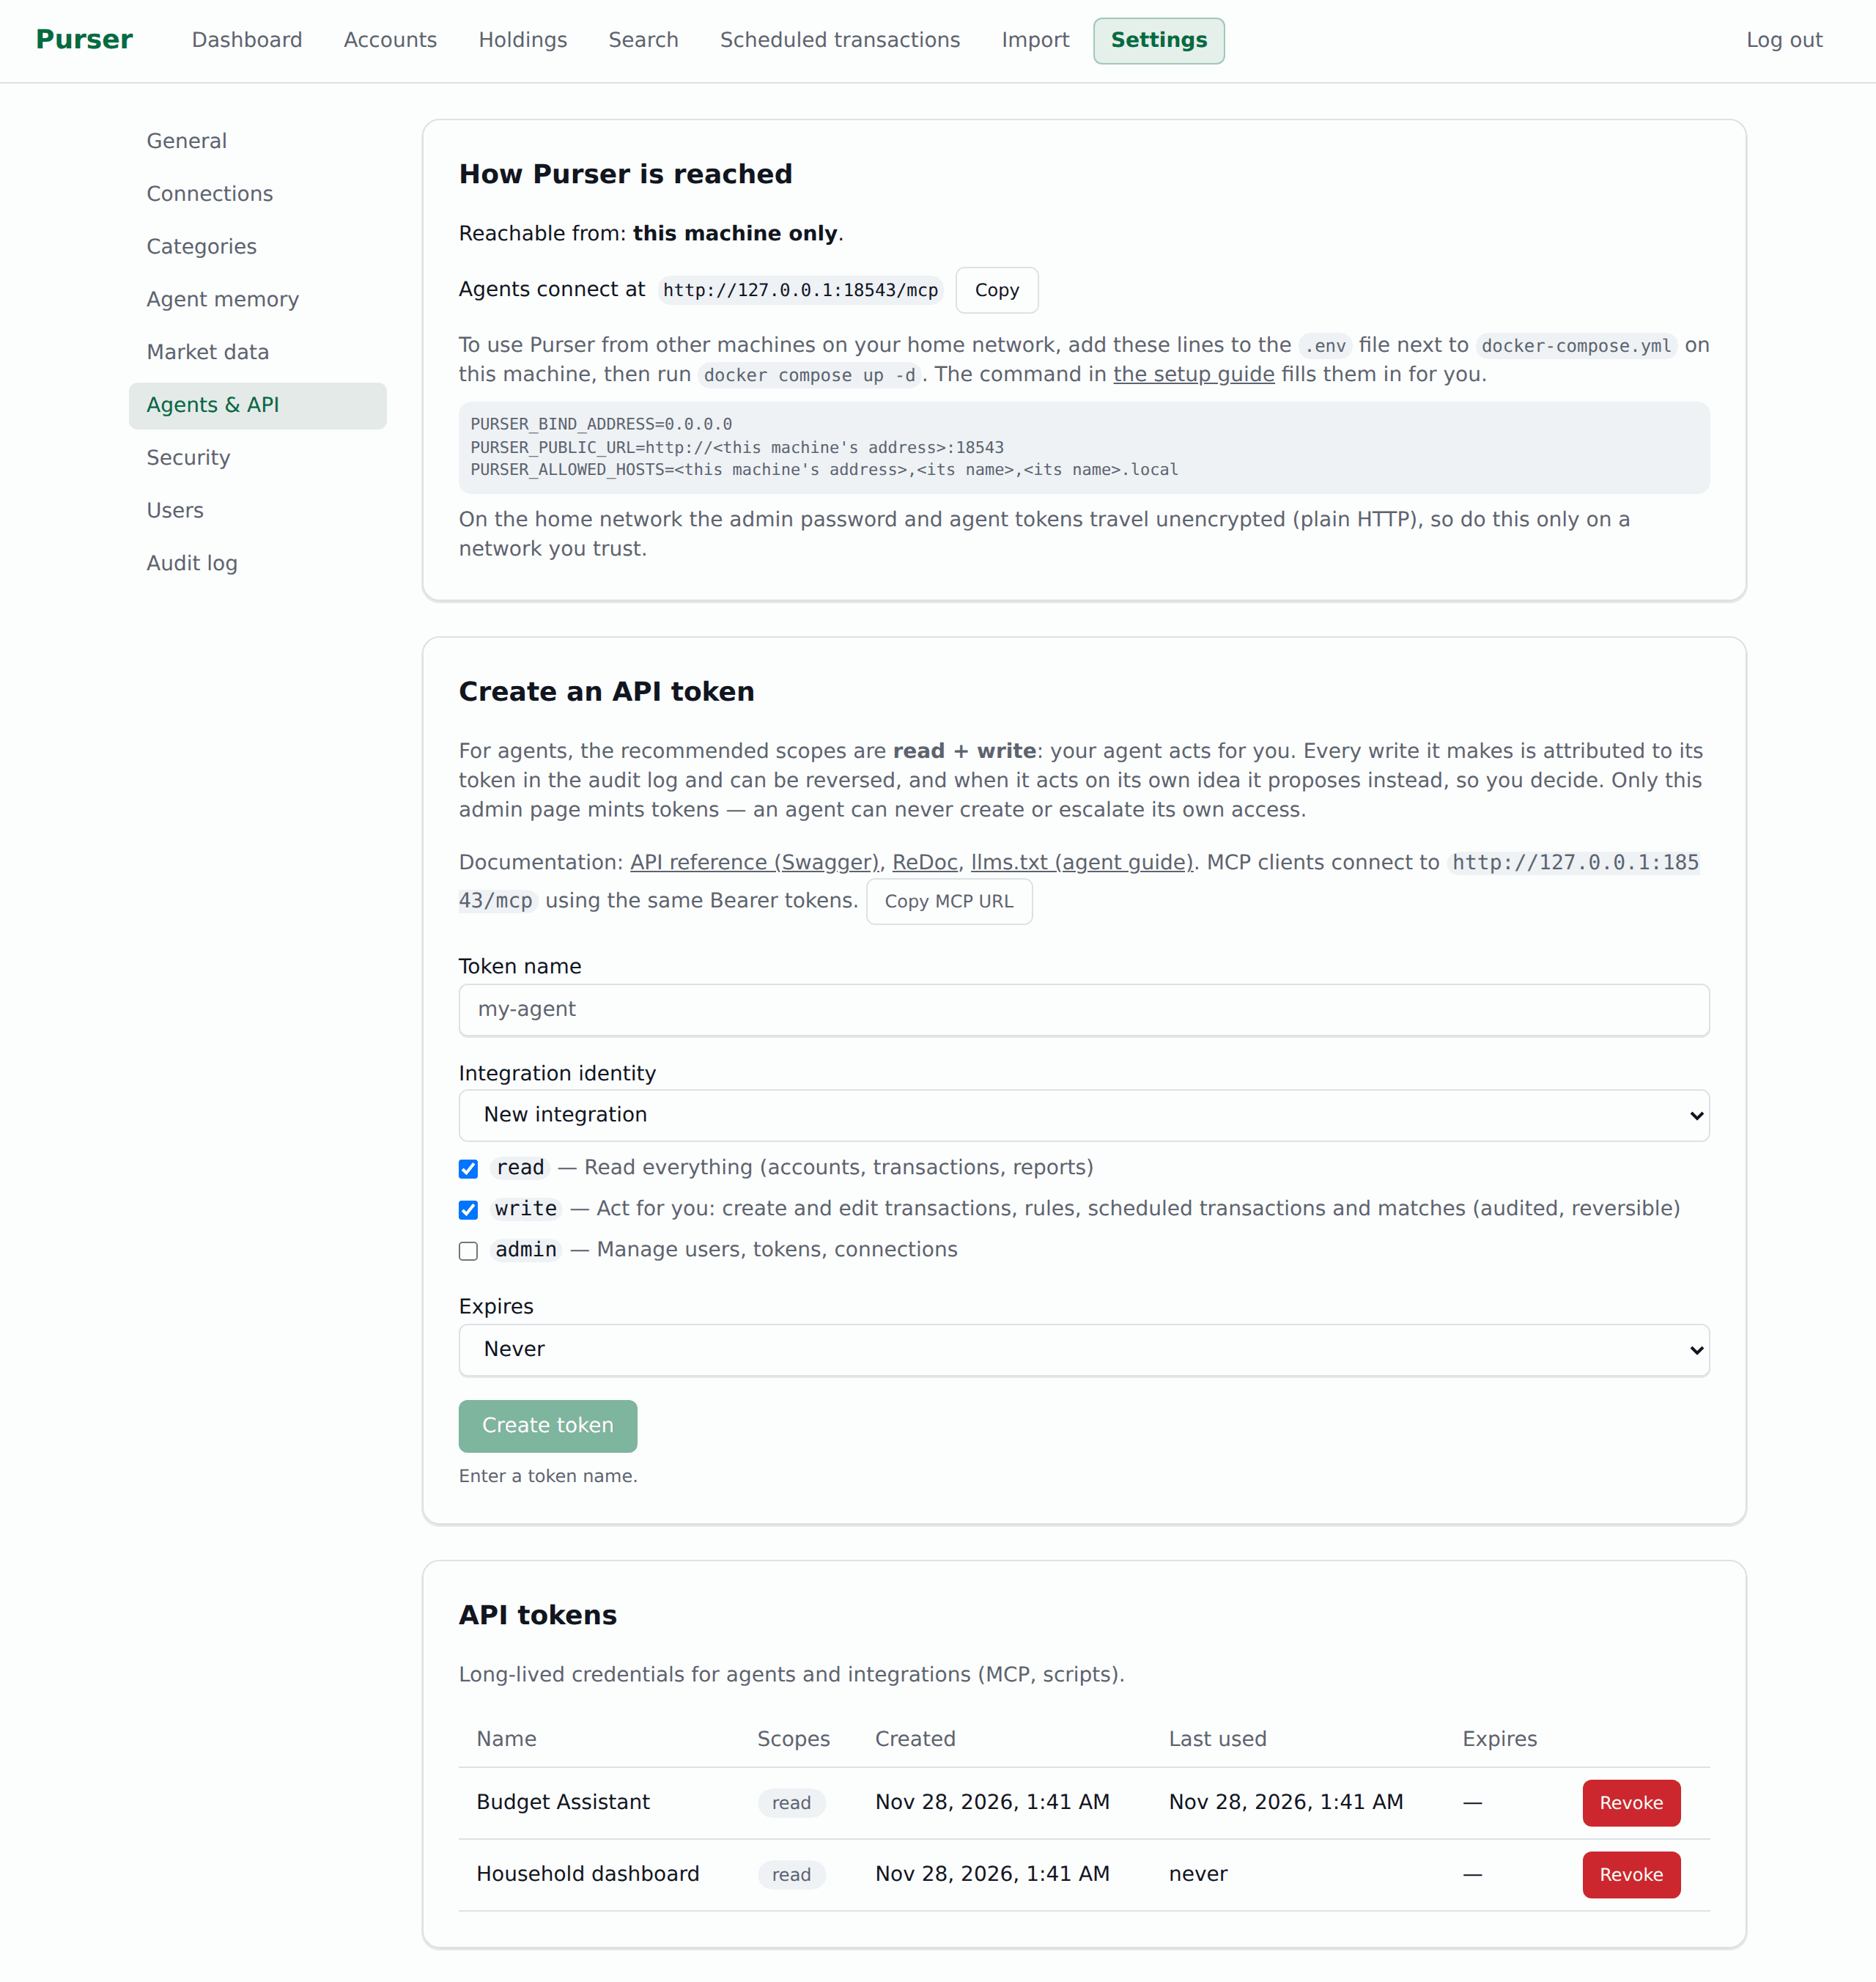 Purser
Dashboard
Accounts
Holdings
Search
Scheduled transactions
Import
Settings
Log out
General
Connections
Categories
Agent memory
Market data
Agents & API
Security
Users
Audit log
How Purser is reached
Reachable from: this machine only.
Agents connect at http://127.0.0.1:18543/mcp Copy
To use Purser from other machines on your home network, add these lines to the .env file next to docker-compose.yml on
this machine, then run docker compose up -d. The command in the setup guide fills them in for you.
PURSER_BIND_ADDRESS=0.0.0.0
PURSER_PUBLIC_URL=http://<this machine's address>:18543
PURSER_ALLOWED_HOSTS=<this machine's address>,<its name>,<its name>.local
On the home network the admin password and agent tokens travel unencrypted (plain HTTP), so do this only on a
network you trust.
Create an API token
For agents, the recommended scopes are read + write: your agent acts for you. Every write it makes is attributed to its
token in the audit log and can be reversed, and when it acts on its own idea it proposes instead, so you decide. Only this
admin page mints tokens — an agent can never create or escalate its own access.
Documentation: API reference (Swagger), ReDoc, llms.txt (agent guide). MCP clients connect to http://127.0.0.1:185
43/mcp using the same Bearer tokens. Copy MCP URL
Token name
my-agent
Integration identity
New integration
read — Read everything (accounts, transactions, reports)
write — Act for you: create and edit transactions, rules, scheduled transactions and matches (audited, reversible)
admin — Manage users, tokens, connections
Expires
Never
Create token
Enter a token name.
API tokens
Long-lived credentials for agents and integrations (MCP, scripts).
Name Scopes Created Last used Expires
Budget Assistant read Nov 28, 2026, 1:41 AM Nov 28, 2026, 1:41 AM — Revoke
Household dashboard read Nov 28, 2026, 1:41 AM never — Revoke